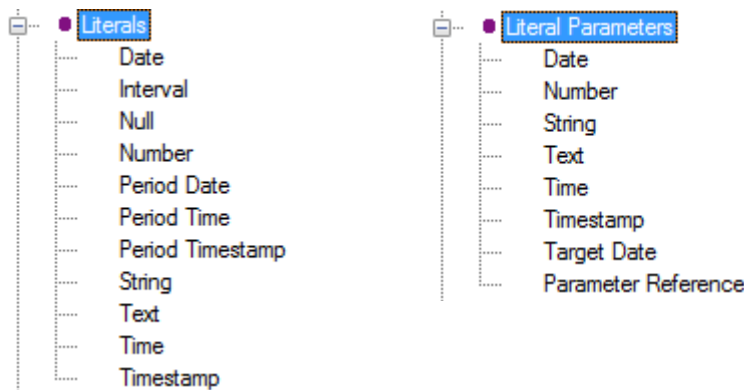 Literals
Date
Interval
Null
Number
Period Date
Period Time
Period Timestamp
String
Text
Time
Timestamp
Literal Parameters
Date
Number
String
Text
Time
Timestamp
Target Date
Parameter Reference